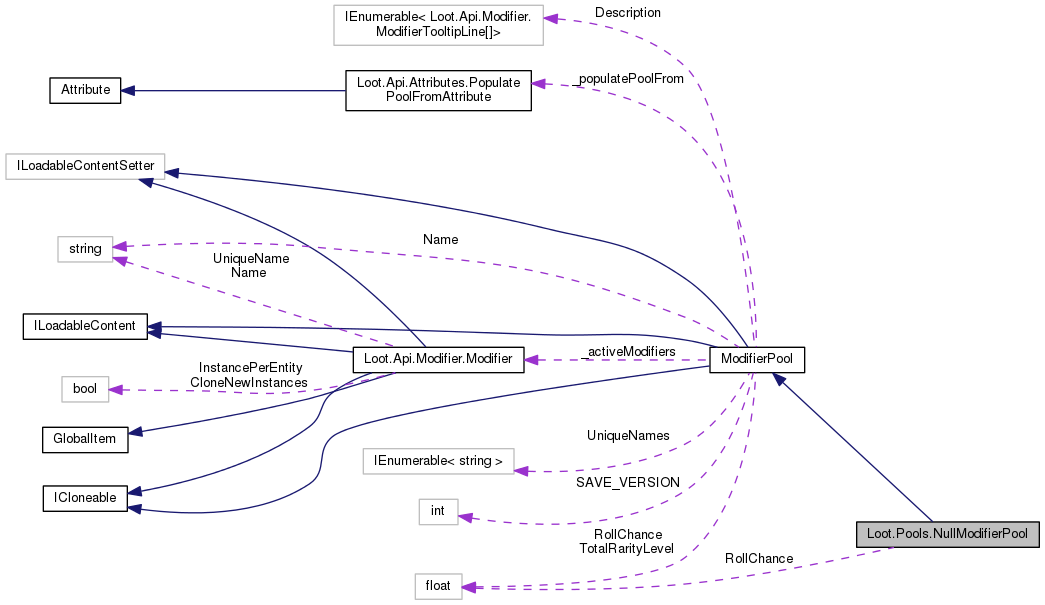 IEnumerable< Loot.Api.Modifier.
ModifierTooltipLine[]>
Description
Attribute
Loot.Api.Attributes.Populate
PoolFromAttribute
_populatePoolFrom
ILoadableContentSetter
string
Name
UniqueName
Name
ILoadableContent
Loot.Api.Modifier.Modifier
_activeModifiers
ModifierPool
bool
InstancePerEntity
CloneNewInstances
GlobalItem
UniqueNames
IEnumerable< string >
ICloneable
SAVE_VERSION
int
Loot.Pools.NullModifierPool
RollChance
TotalRarityLevel
RollChance
float